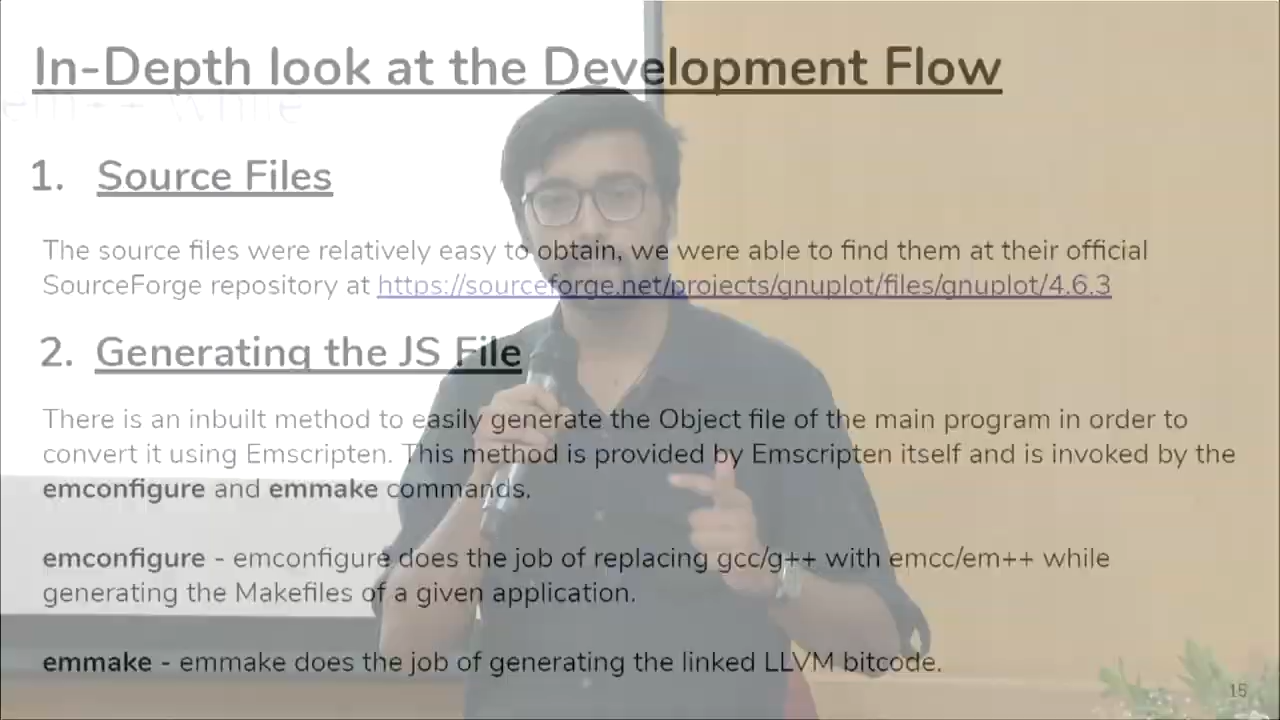 In-Depth look at the Development Flow
em++ while
1. Source Files
The source files were relatively easy to obtain, we were able to find them at their official
SourceForge repository at https://sourceforge.net/projects/gnuplot/files/gnuplot/4.6.3
2. Generating the JS File
There is an inbuilt method to easily generate the Object file of the main program in order to
convert it using Emscripten. This method is provided by Emscripten itself and is invoked by the
emconfigure and emmake commands.
emconfigure - emconfigure does the job of replacing gcc/g++ with emcc/em++ while
generating the Makefiles of a given application.
emmake - emmake does the job of generating the linked LLVM bitcode.
15